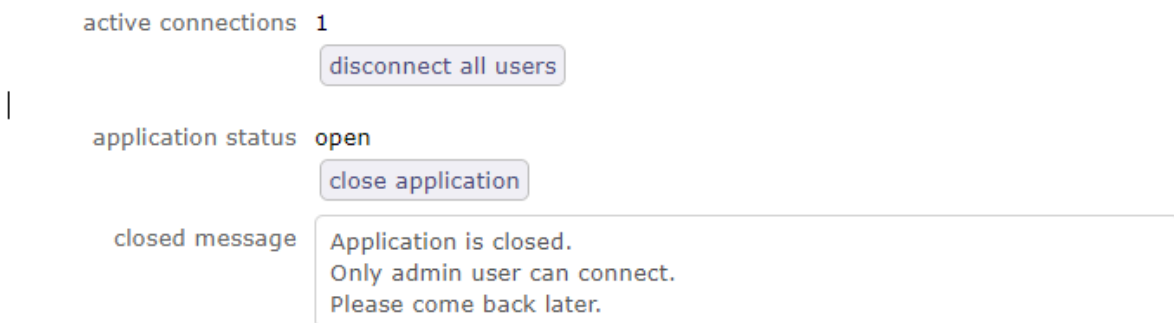 active connections 1
disconnect all users
application status open
close application
closed message
Application is closed.
Only admin user can connect.
Please come back later.